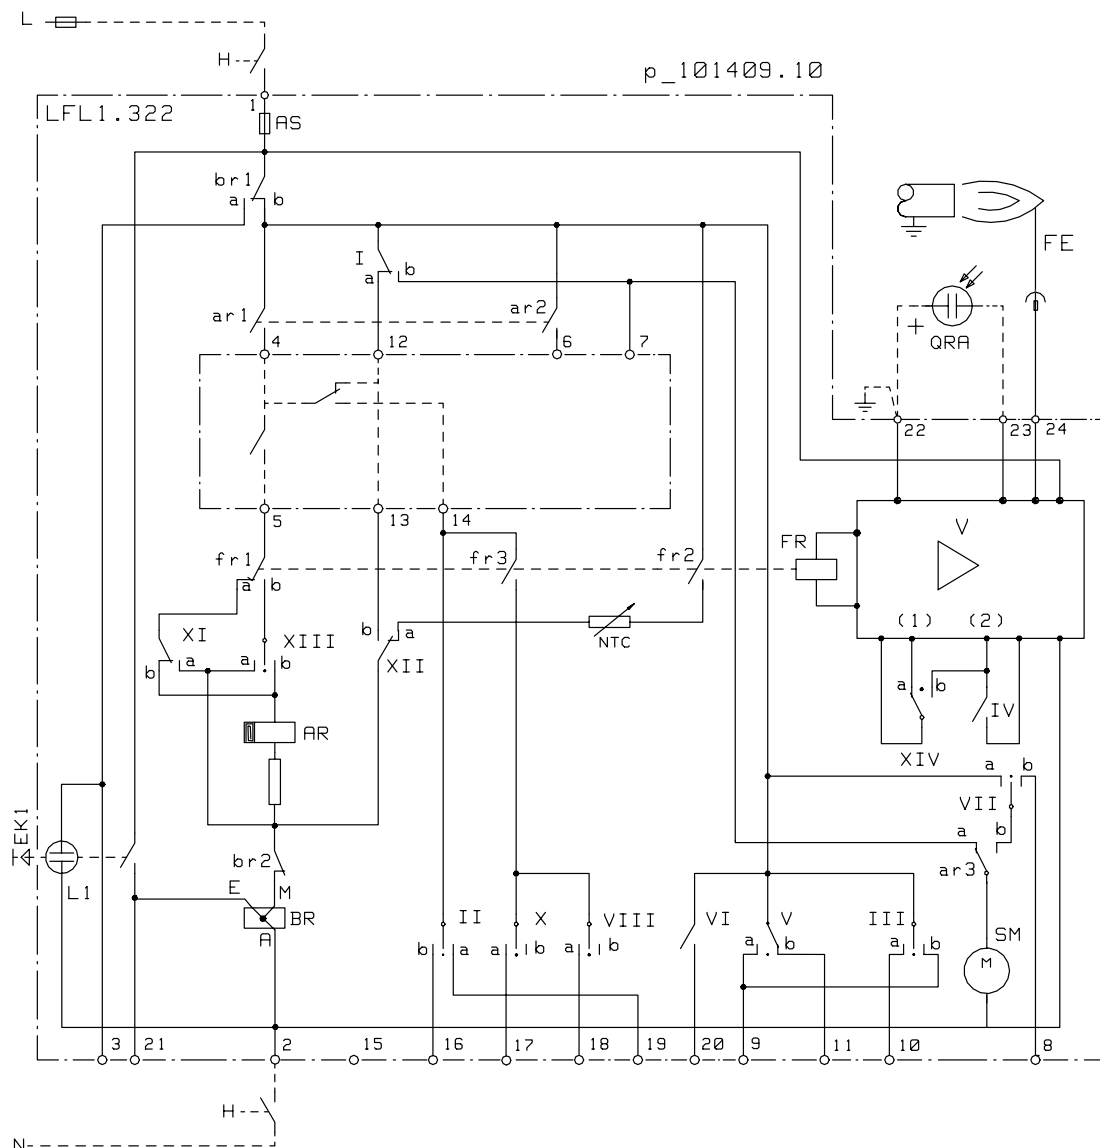 L
H
p_101409.10
LFL1.322
1
AS
br1
a b
FE
I
a b
ar1
ar2
+
QRA
4 12 6 7
22 23 24
5 13 14
V
fr1
fr3
fr2
FR
a b
XI
XIII
b a
NTC
(1) (2)
b a a b
XII
a b
IV
AR
XIV
a b
VII
EK1
a b
br2
ar3
L1
E M
BR
A
II X VIII VI V III
SM
b a a b a b a b a b
M
3 21 2 15 16 17 18 19 20 9 11 10 8
H
N